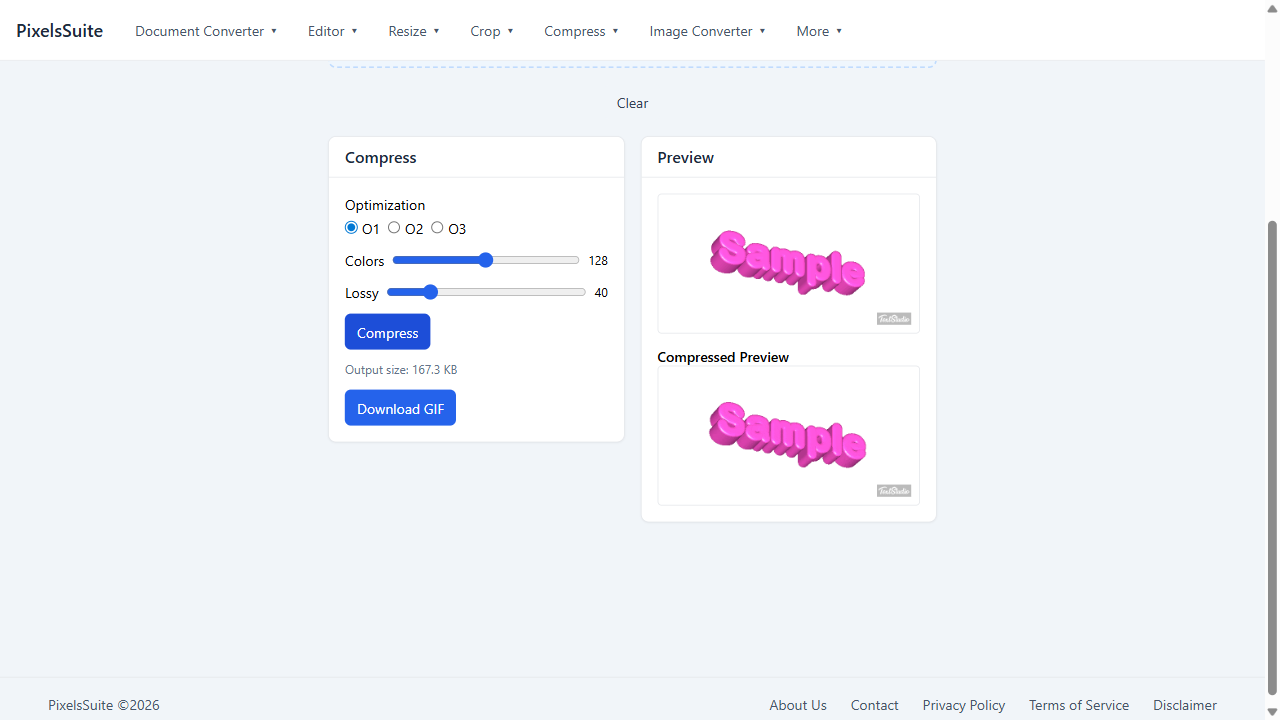 PixelsSuite
Document Converter ▼
Editor ▼
Resize ▼
Crop ▼
Compress ▼
Image Converter ▼
More ▼
Clear
Compress
Optimization
O1 O2 O3
Colors 128
Lossy 40
Compress
Output size: 167.3 KB
Download GIF
Preview
Sample
TextStudio
Compressed Preview
Sample
TextStudio
PixelsSuite ©2026
About Us
Contact
Privacy Policy
Terms of Service
Disclaimer